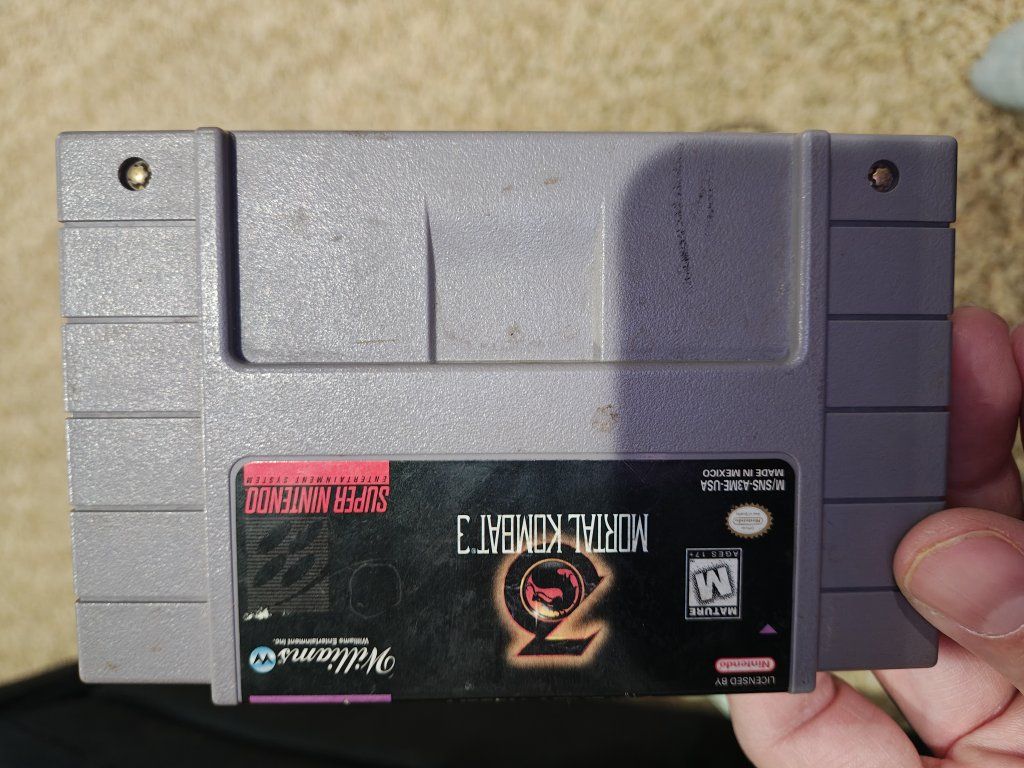 LICENSED BY
Nintendo
Williams
Williams Entertainment Inc.
MATURE
M
AGES 17+
MORTAL KOMBAT 3
Nintendo
M/SNS-A3ME-USA
MADE IN MEXICO
SUPER NINTENDO
ENTERTAINMENT SYSTEM